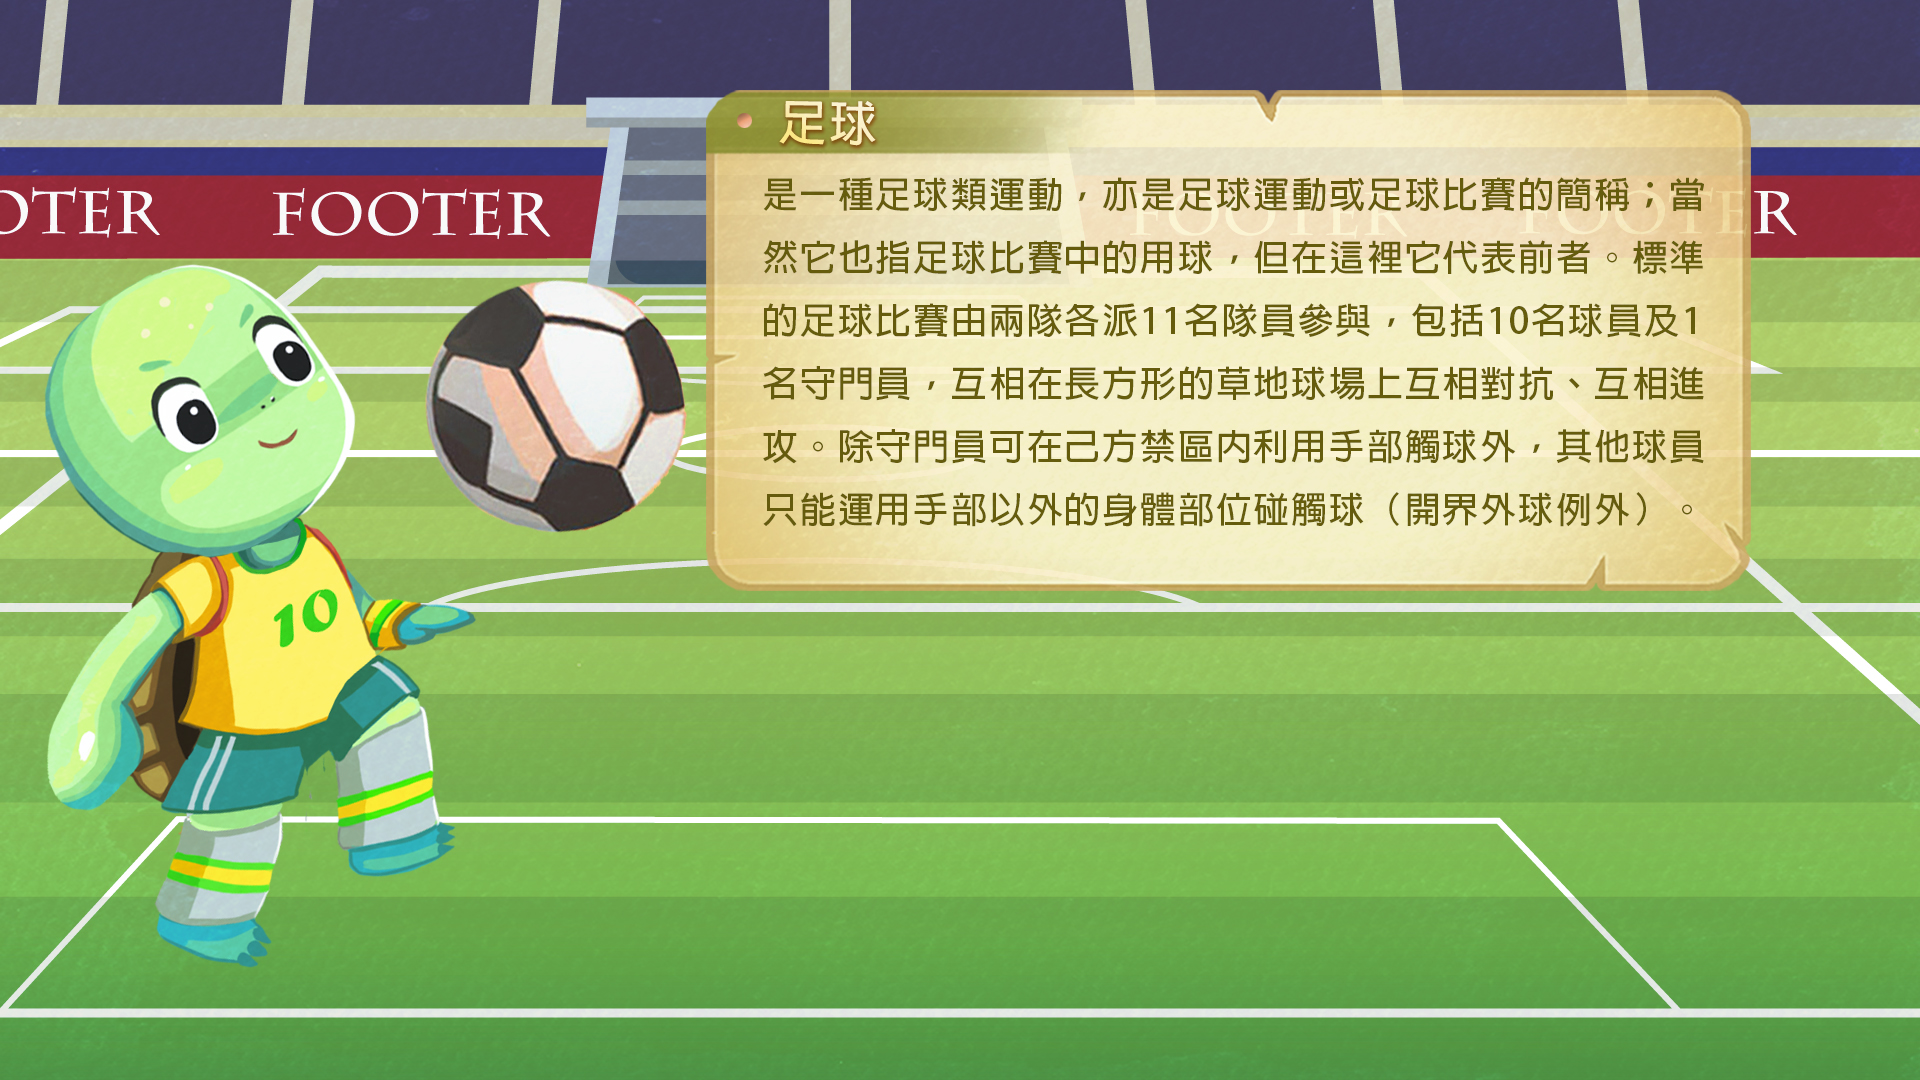 足球
OTER
FOOTER
FOOTER
FOOTER
是一種足球類運動，亦是足球運動或足球比賽的簡稱；當
然它也指足球比賽中的用球，但在這裡它代表前者。標準
的足球比賽由兩隊各派11名隊員參與，包括10名球員及1
名守門員，互相在長方形的草地球場上互相對抗、互相進
攻。除守門員可在己方禁區内利用手部觸球外，其他球員
只能運用手部以外的身體部位碰觸球（開界外球例外）。
10